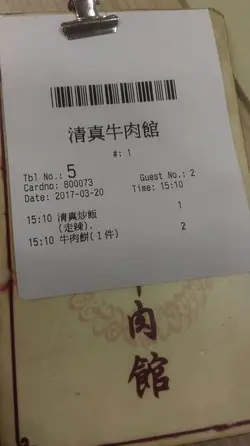 清真牛肉館
#: 1
Tbl No.: 5 Guest No.: 2
Cardno: 800073 Time: 15:10
Date: 2017-03-20
15:10 清真炒飯 1
(走辣).
15:10 牛肉餅(1件) 2
肉
館